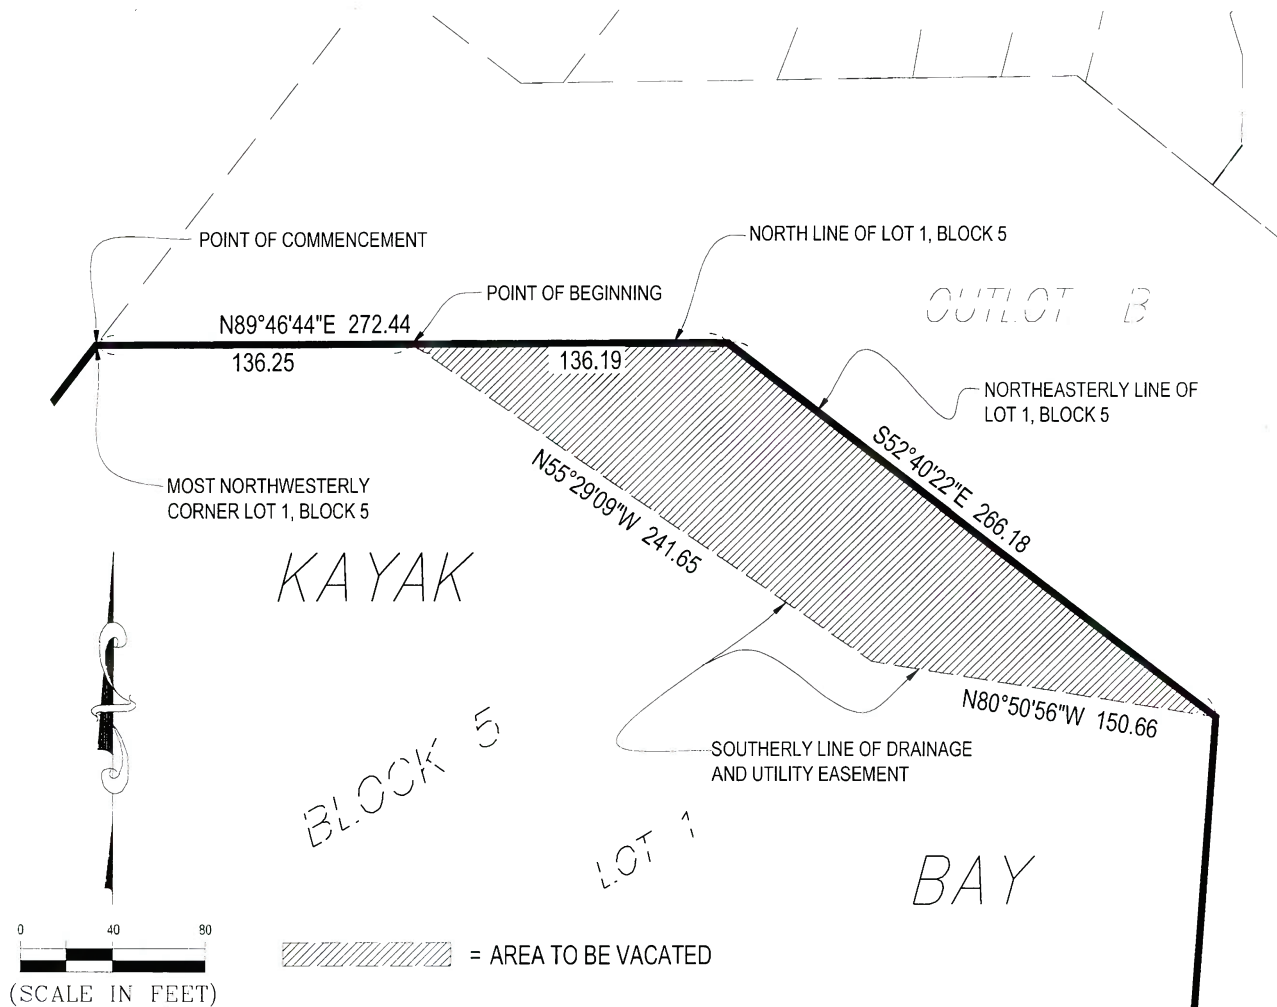 POINT OF COMMENCEMENT
NORTH LINE OF LOT 1, BLOCK 5
POINT OF BEGINNING
OUTLOT B
N89°46'44"E 272.44
136.25
136.19
NORTHEASTERLY LINE OF
LOT 1, BLOCK 5
S52°40'22"E 266.18
N55°29'09"W 241.65
MOST NORTHWESTERLY
CORNER LOT 1, BLOCK 5
KAYAK
N80°50'56"W 150.66
SOUTHERLY LINE OF DRAINAGE
AND UTILITY EASEMENT
BLOCK 5
LOT 1
BAY
0 40 80
(SCALE IN FEET)
= AREA TO BE VACATED